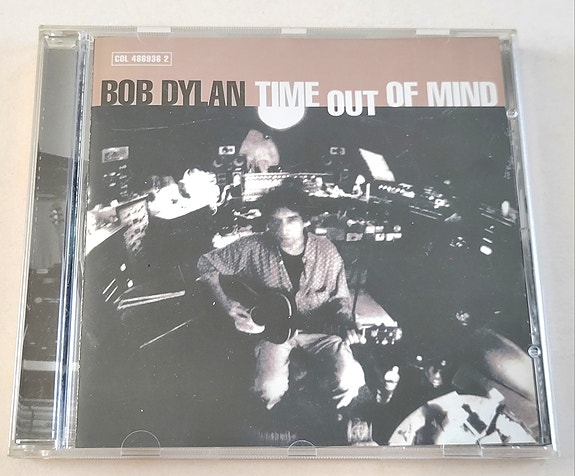 COL 486936 2
BOB DYLAN TIME OUT OF MIND